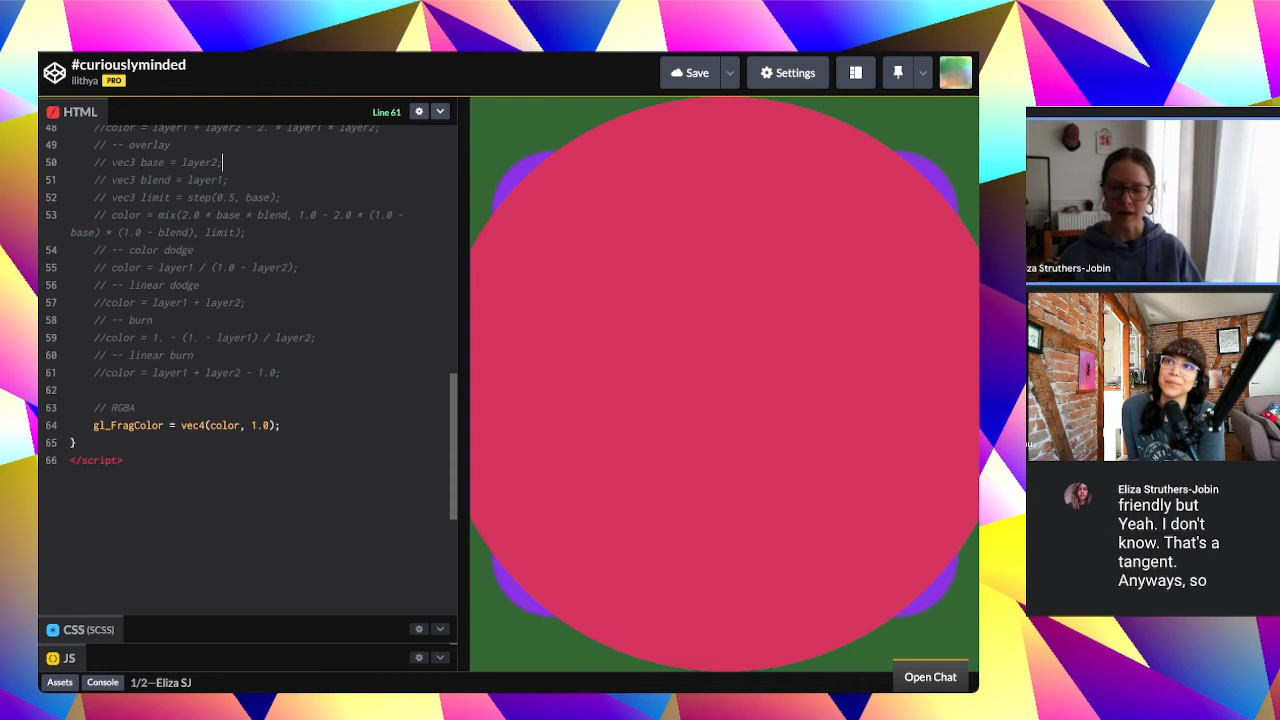 #curiouslyminded
ilithya PRO
Save
Settings
HTML
Line 61
48 //color = layer1 + layer2 - 2. * layer1 * layer2;
49 // -- overlay
50 // vec3 base = layer2;
51 // vec3 blend = layer1;
52 // vec3 limit = step(0.5, base);
53 // color = mix(2.0 * base * blend, 1.0 - 2.0 * (1.0 -
base) * (1.0 - blend), limit);
54 // -- color dodge
55 // color = layer1 / (1.0 - layer2);
56 // -- linear dodge
57 //color = layer1 + layer2;
58 // -- burn
59 //color = 1. - (1. - layer1) / layer2;
60 // -- linear burn
61 //color = layer1 + layer2 - 1.0;
62
63 // RGBA
64 gl_FragColor = vec4(color, 1.0);
65 }
66 </script>
CSS (SCSS)
JS
Assets
Console
1/2—Eliza SJ
Open Chat
za Struthers-Jobin
ou
Eliza Struthers-Jobin
friendly but
Yeah. I don't
know. That's a
tangent.
Anyways, so